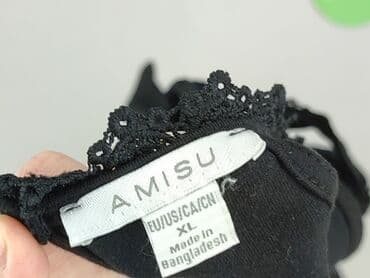 AMISU
EU/US/CA/CN
XL
Made in
Bangladesh